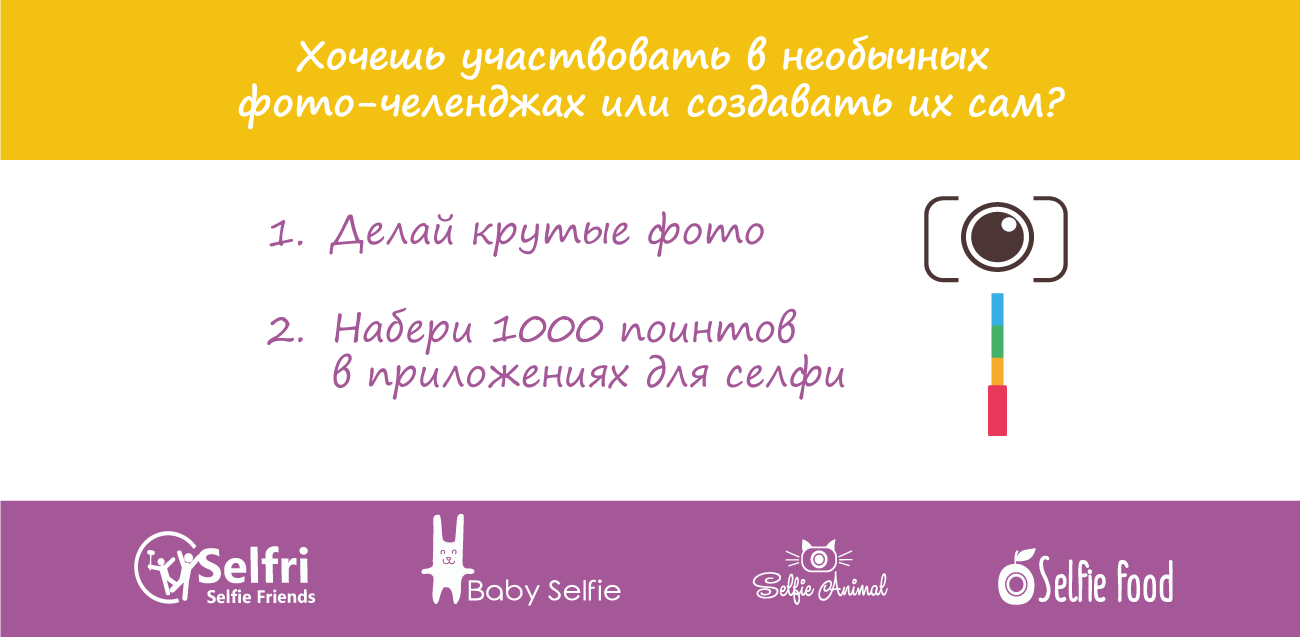 Хочешь участвовать в необычных
фото-челенджах или создавать их сам?
1. Делай крутые фото
2. Набери 1000 поинтов
в приложениях для селфи
Selfri
Selfie Friends
Baby Selfie
Selfie Animal
Selfie food